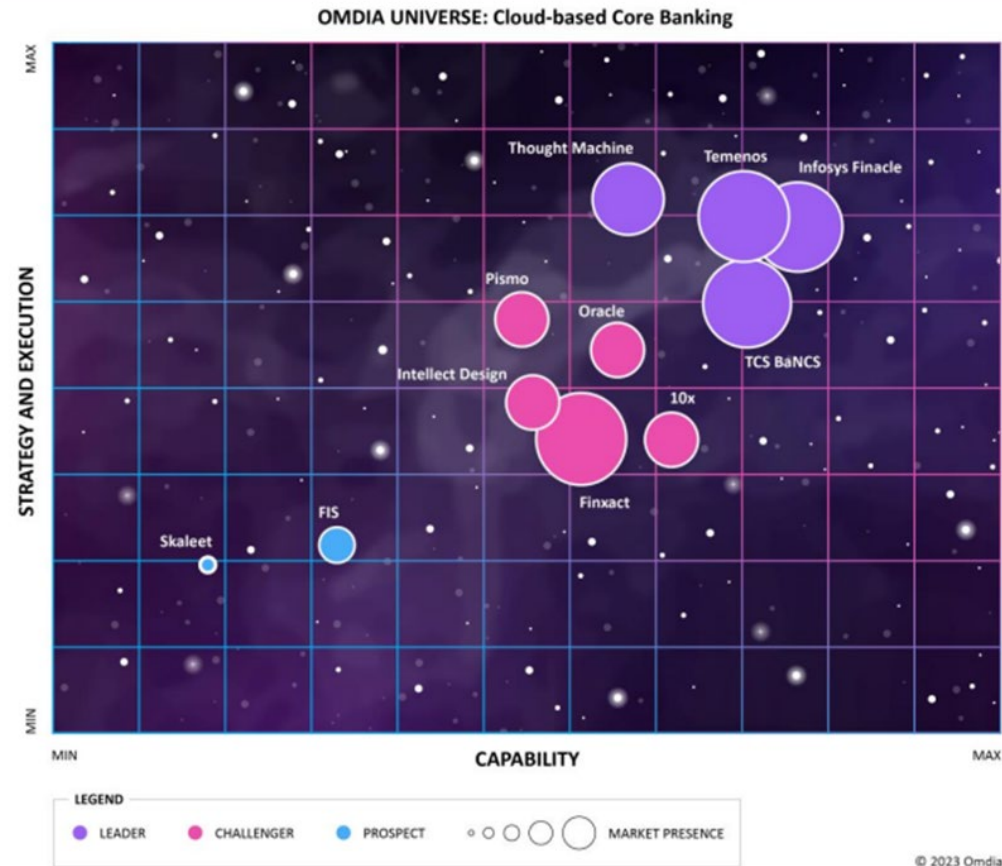 OMDIA UNIVERSE: Cloud-based Core Banking
MAX
Thought Machine
Temenos
Infosys Finacle
Pismo
Oracle
TCS BaNCS
Intellect Design
10x
Finxact
FIS
Skaleet
STRATEGY AND EXECUTION
MIN
MIN
CAPABILITY
MAX
LEGEND
LEADER
CHALLENGER
PROSPECT
MARKET PRESENCE
© 2023 Omdia